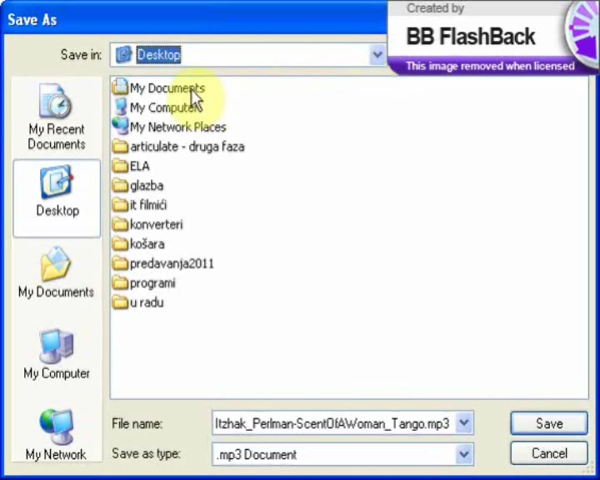 Save As
Created by
BB FlashBack
This image removed when licensed
Save in:
Desktop
My Recent
Documents
Desktop
My Documents
My Computer
My Network
My Documents
My Computer
My Network Places
articulate - druga faza
ELA
glazba
it filmići
konverteri
košara
predavanja2011
programi
u radu
File name:
Itzhak_Perlman-ScentOfAWoman_Tango.mp3
Save
Save as type:
.mp3 Document
Cancel